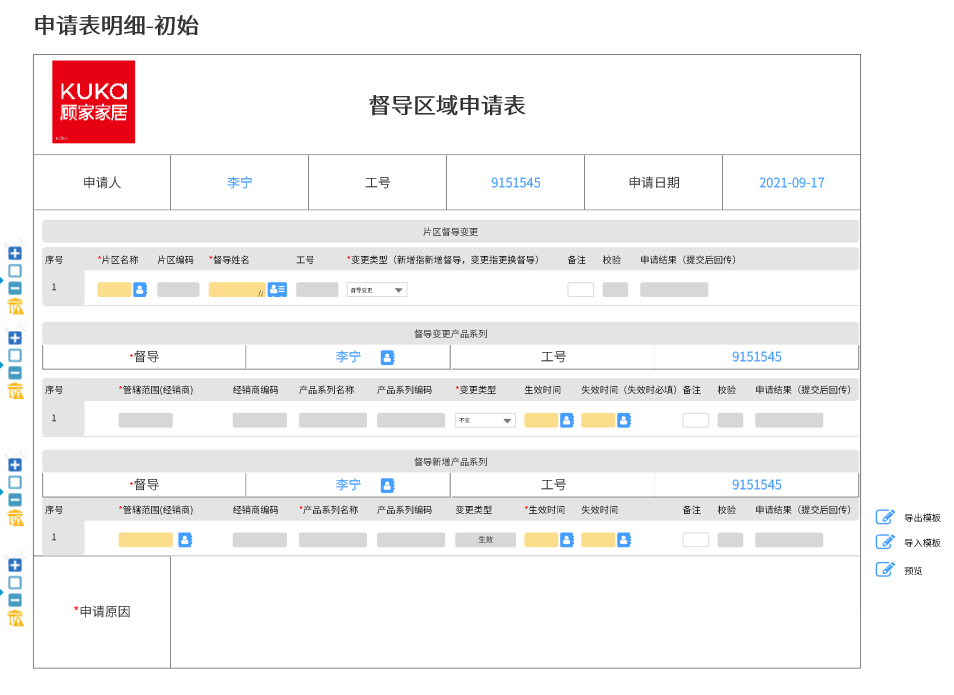 申请表明细-初始
KUKa
顾家家居
督导区域申请表
申请人 李宁 工号 9151545 申请日期 2021-09-17
片区督导变更
序号 *片区名称 片区编码 *督导姓名 工号 *变更类型（新增指新增督导，变更指更换督导） 备注 校验 申请结果（提交后回传）
1 // 督导变更
督导变更产品系列
*督导 李宁 工号 9151545
序号 *管辖范围(经销商) 经销商编码 产品系列名称 产品系列编码 *变更类型 生效时间 失效时间（失效时必填） 备注 校验 申请结果（提交后回传）
1 不变
督导新增产品系列
*督导 李宁 工号 9151545
序号 *管辖范围(经销商) 经销商编码 *产品系列名称 产品系列编码 变更类型 *生效时间 失效时间 备注 校验 申请结果（提交后回传）
1 生效
导出模板
导入模板
预览
*申请原因